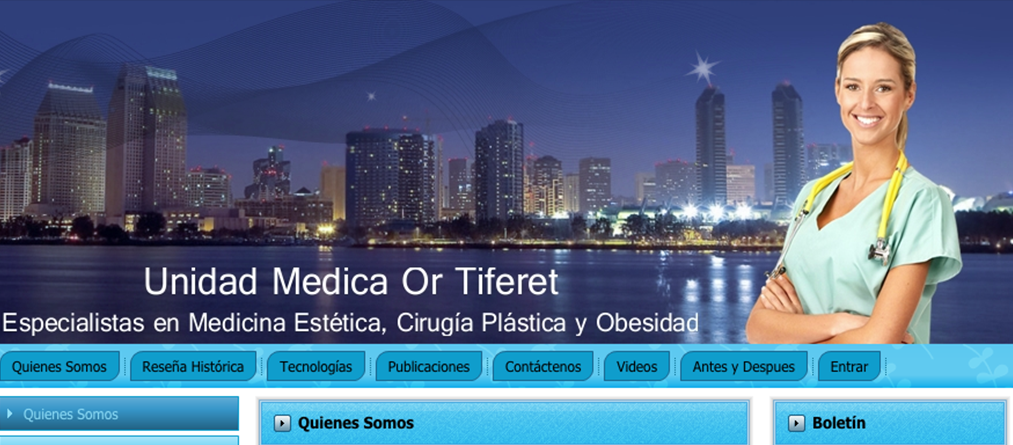 Unidad Medica Or Tiferet
Especialistas en Medicina Estética, Cirugía Plástica y Obesidad
Quienes Somos
Reseña Histórica
Tecnologías
Publicaciones
Contáctenos
Videos
Antes y Despues
Entrar
Quienes Somos
Quienes Somos
Boletín